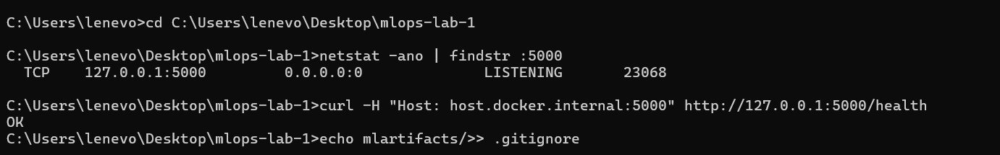 C:\Users\lenevo>cd C:\Users\lenevo\Desktop\mlops-lab-1
C:\Users\lenevo\Desktop\mlops-lab-1>netstat -ano | findstr :5000
  TCP    127.0.0.1:5000         0.0.0.0:0              LISTENING       23068
C:\Users\lenevo\Desktop\mlops-lab-1>curl -H "Host: host.docker.internal:5000" http://127.0.0.1:5000/health
OK
C:\Users\lenevo\Desktop\mlops-lab-1>echo mlartifacts/>> .gitignore